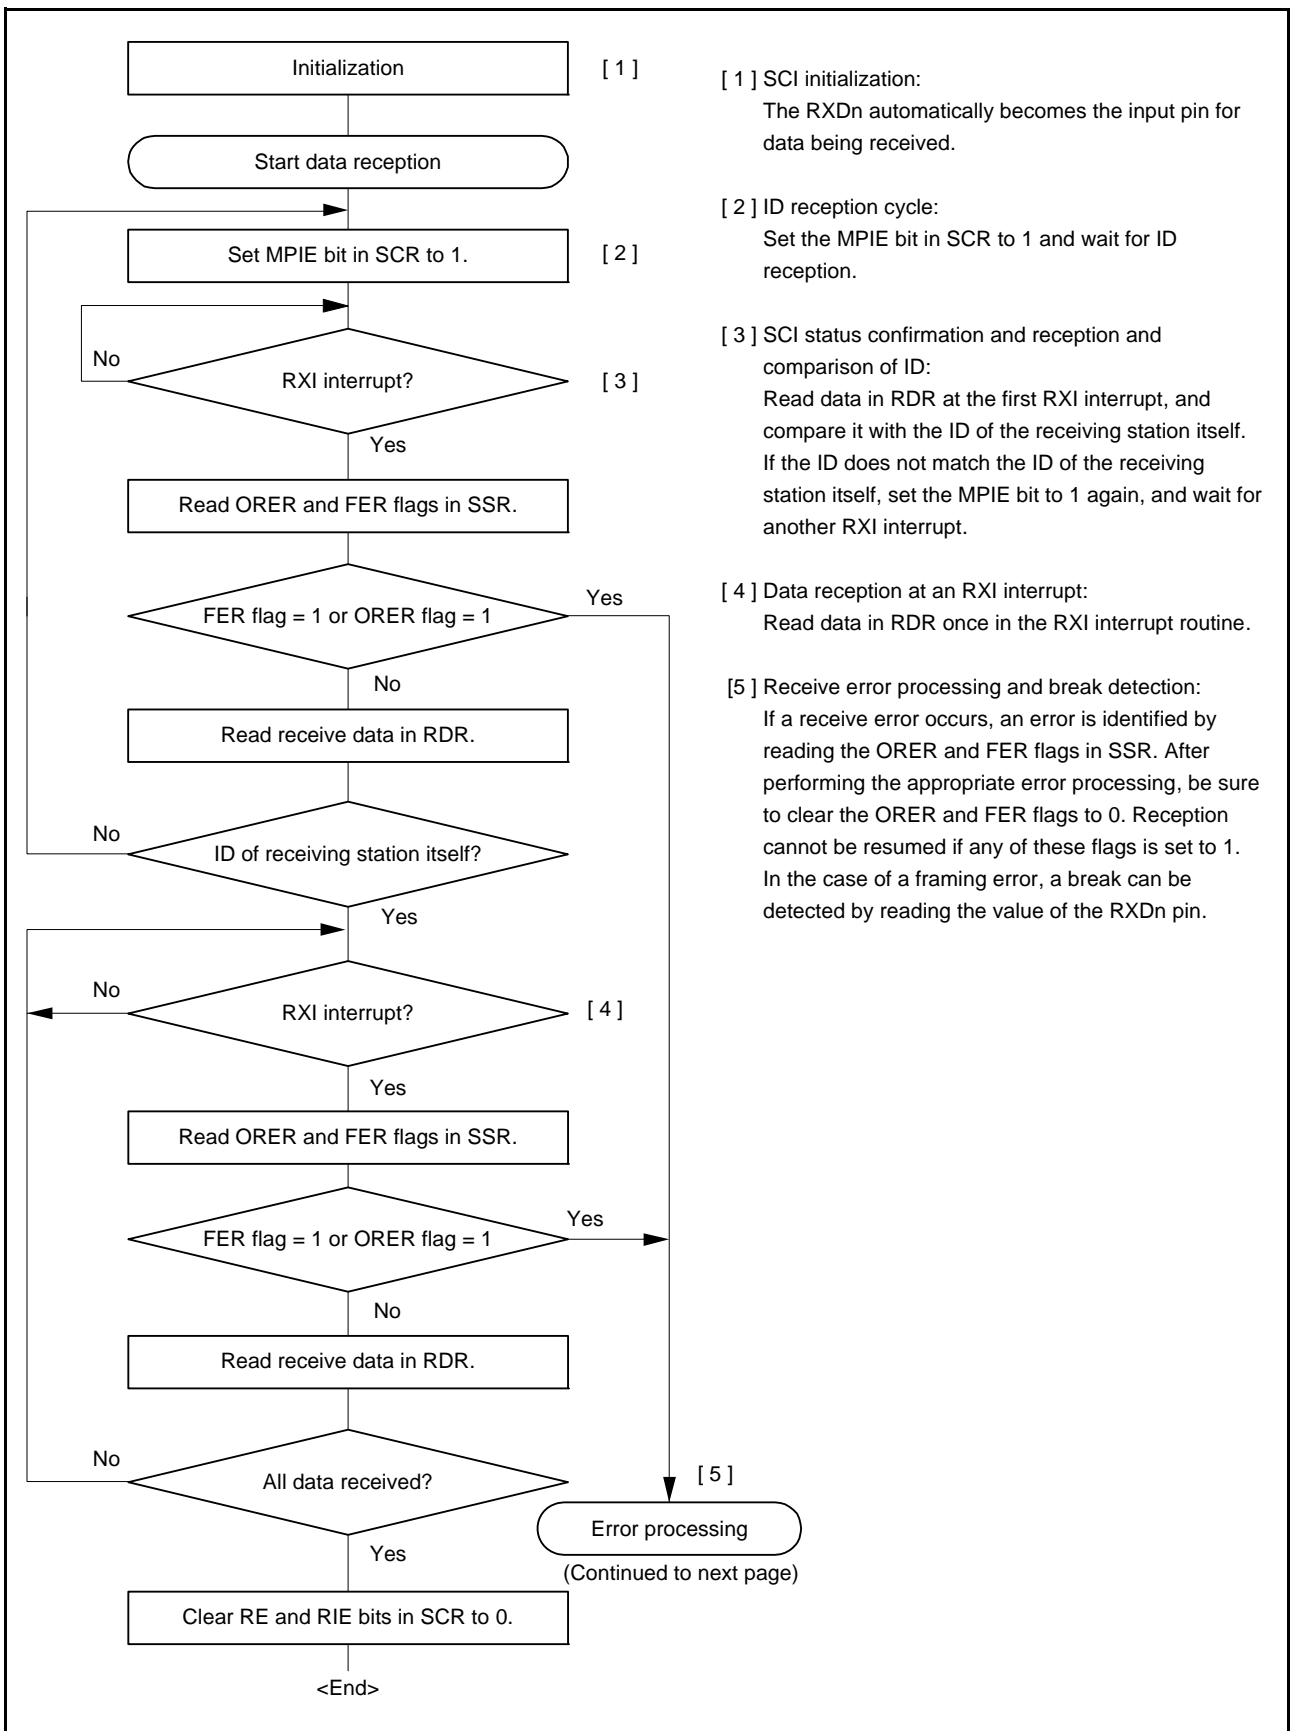 Initialization
[ 1 ]
Start data reception
Set MPIE bit in SCR to 1.
[ 2 ]
No
RXI interrupt?
[ 3 ]
Yes
Read ORER and FER flags in SSR.
FER flag = 1 or ORER flag = 1
Yes
No
Read receive data in RDR.
No
ID of receiving station itself?
Yes
No
RXI interrupt?
[ 4 ]
Yes
Read ORER and FER flags in SSR.
FER flag = 1 or ORER flag = 1
Yes
No
Read receive data in RDR.
No
All data received?
[ 5 ]
Error processing
(Continued to next page)
Yes
Clear RE and RIE bits in SCR to 0.
<End>
[ 1 ] SCI initialization:
The RXDn automatically becomes the input pin for
data being received.
[ 2 ] ID reception cycle:
Set the MPIE bit in SCR to 1 and wait for ID
reception.
[ 3 ] SCI status confirmation and reception and
comparison of ID:
Read data in RDR at the first RXI interrupt, and
compare it with the ID of the receiving station itself.
If the ID does not match the ID of the receiving
station itself, set the MPIE bit to 1 again, and wait for
another RXI interrupt.
[ 4 ] Data reception at an RXI interrupt:
Read data in RDR once in the RXI interrupt routine.
[5 ] Receive error processing and break detection:
If a receive error occurs, an error is identified by
reading the ORER and FER flags in SSR. After
performing the appropriate error processing, be sure
to clear the ORER and FER flags to 0. Reception
cannot be resumed if any of these flags is set to 1.
In the case of a framing error, a break can be
detected by reading the value of the RXDn pin.